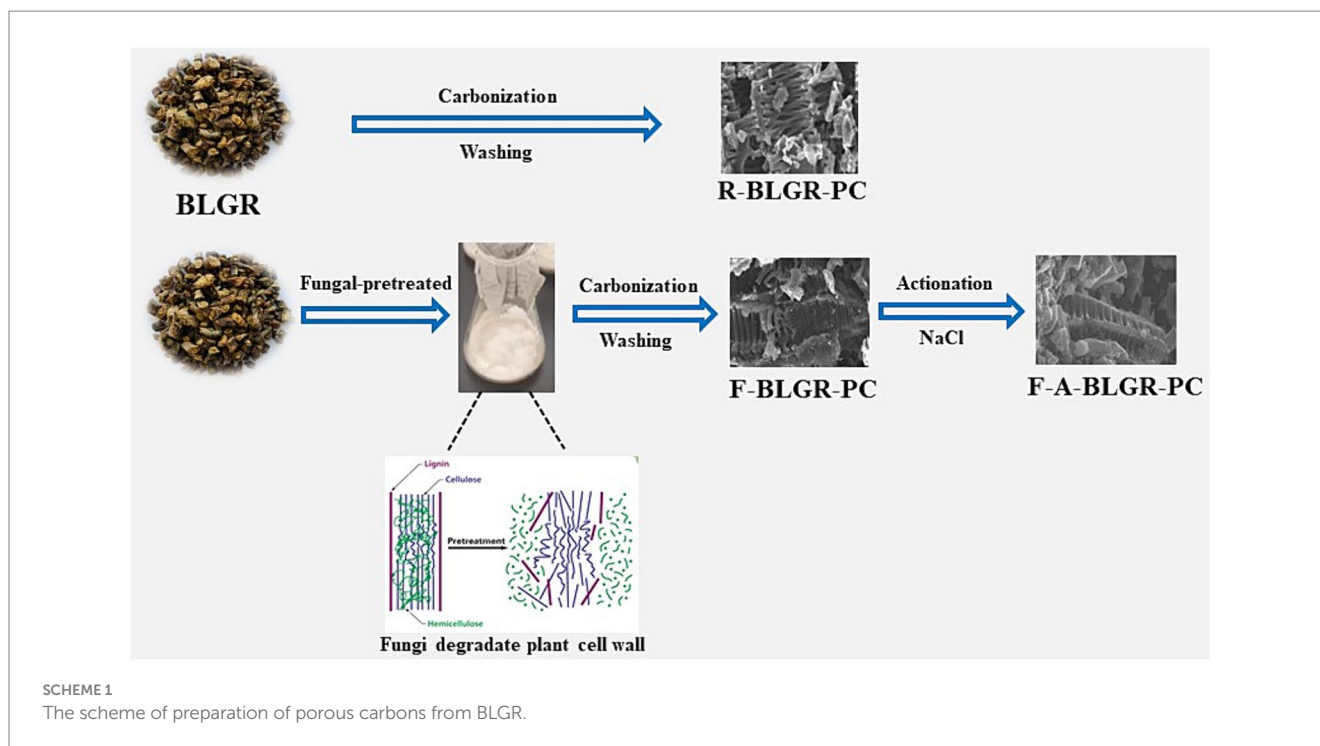 Carbonization
Washing
BLGR
R-BLGR-PC
Fungal-pretreated
Carbonization
Washing
Actionation
NaCl
F-BLGR-PC
F-A-BLGR-PC
Lignin
Cellulose
Pretreatment
Hemicellulose
Fungi degradate plant cell wall
SCHEME 1
The scheme of preparation of porous carbons from BLGR.